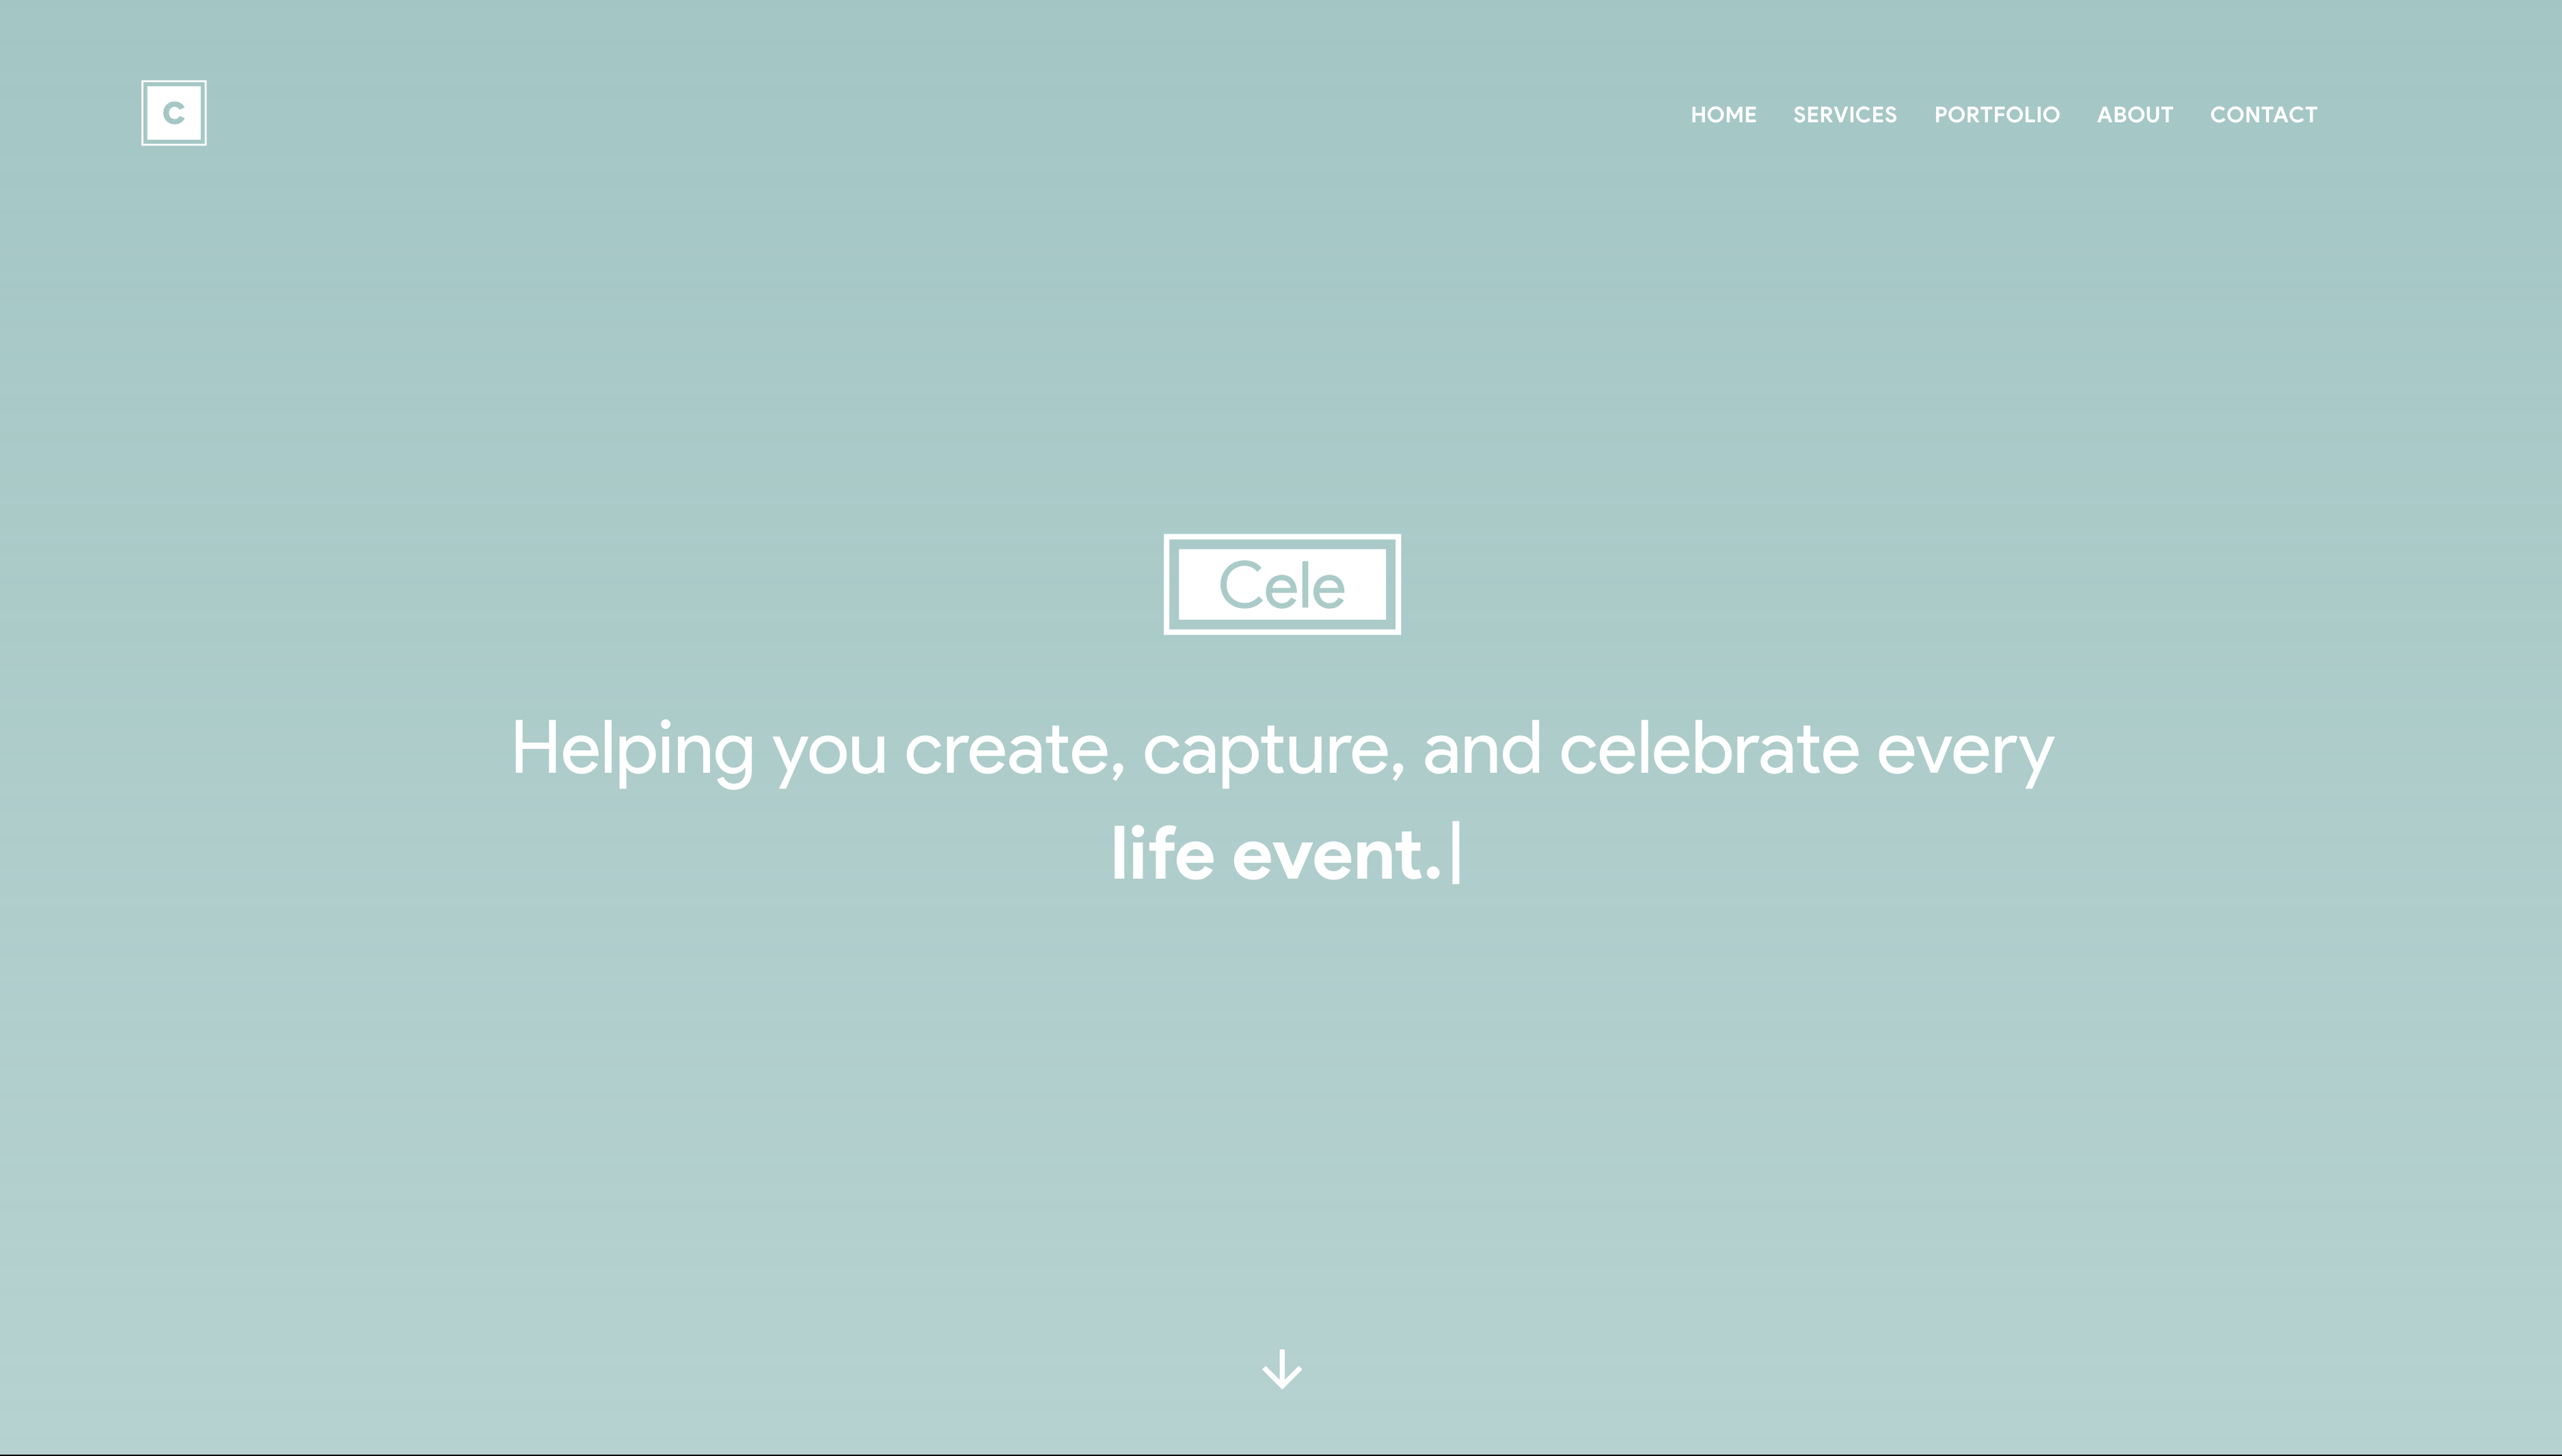 C
HOME SERVICES PORTFOLIO ABOUT CONTACT
Cele
Helping you create, capture, and celebrate every
life event.|